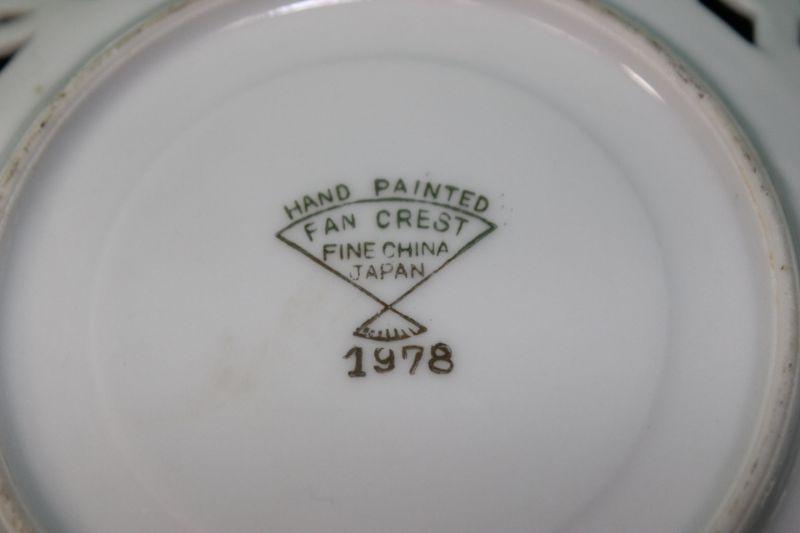 HAND PAINTED
FAN CREST
FINE CHINA
JAPAN
1978